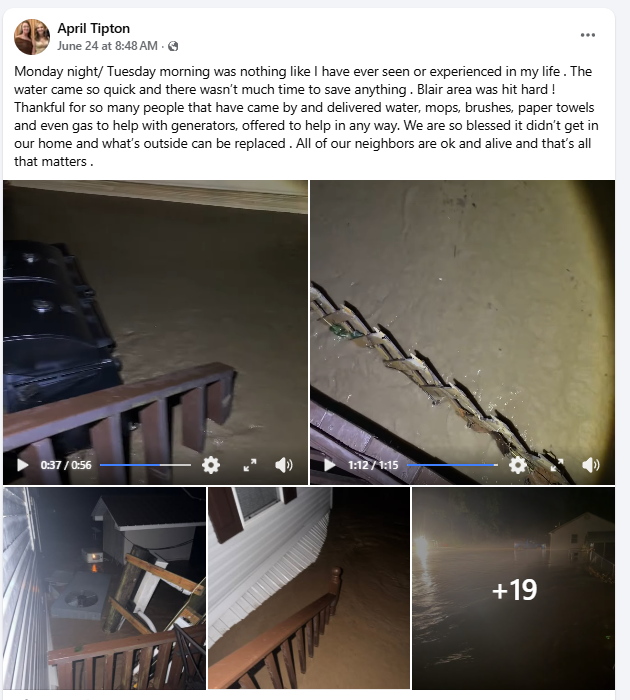 April Tipton
June 24 at 8:48 AM ·
Monday night/ Tuesday morning was nothing like I have ever seen or experienced in my life . The
water came so quick and there wasn't much time to save anything . Blair area was hit hard !
Thankful for so many people that have came by and delivered water, mops, brushes, paper towels
and even gas to help with generators, offered to help in any way. We are so blessed it didn't get in
our home and what's outside can be replaced . All of our neighbors are ok and alive and that's all
that matters .
0:37 / 0:56
1:12 / 1:15
+19